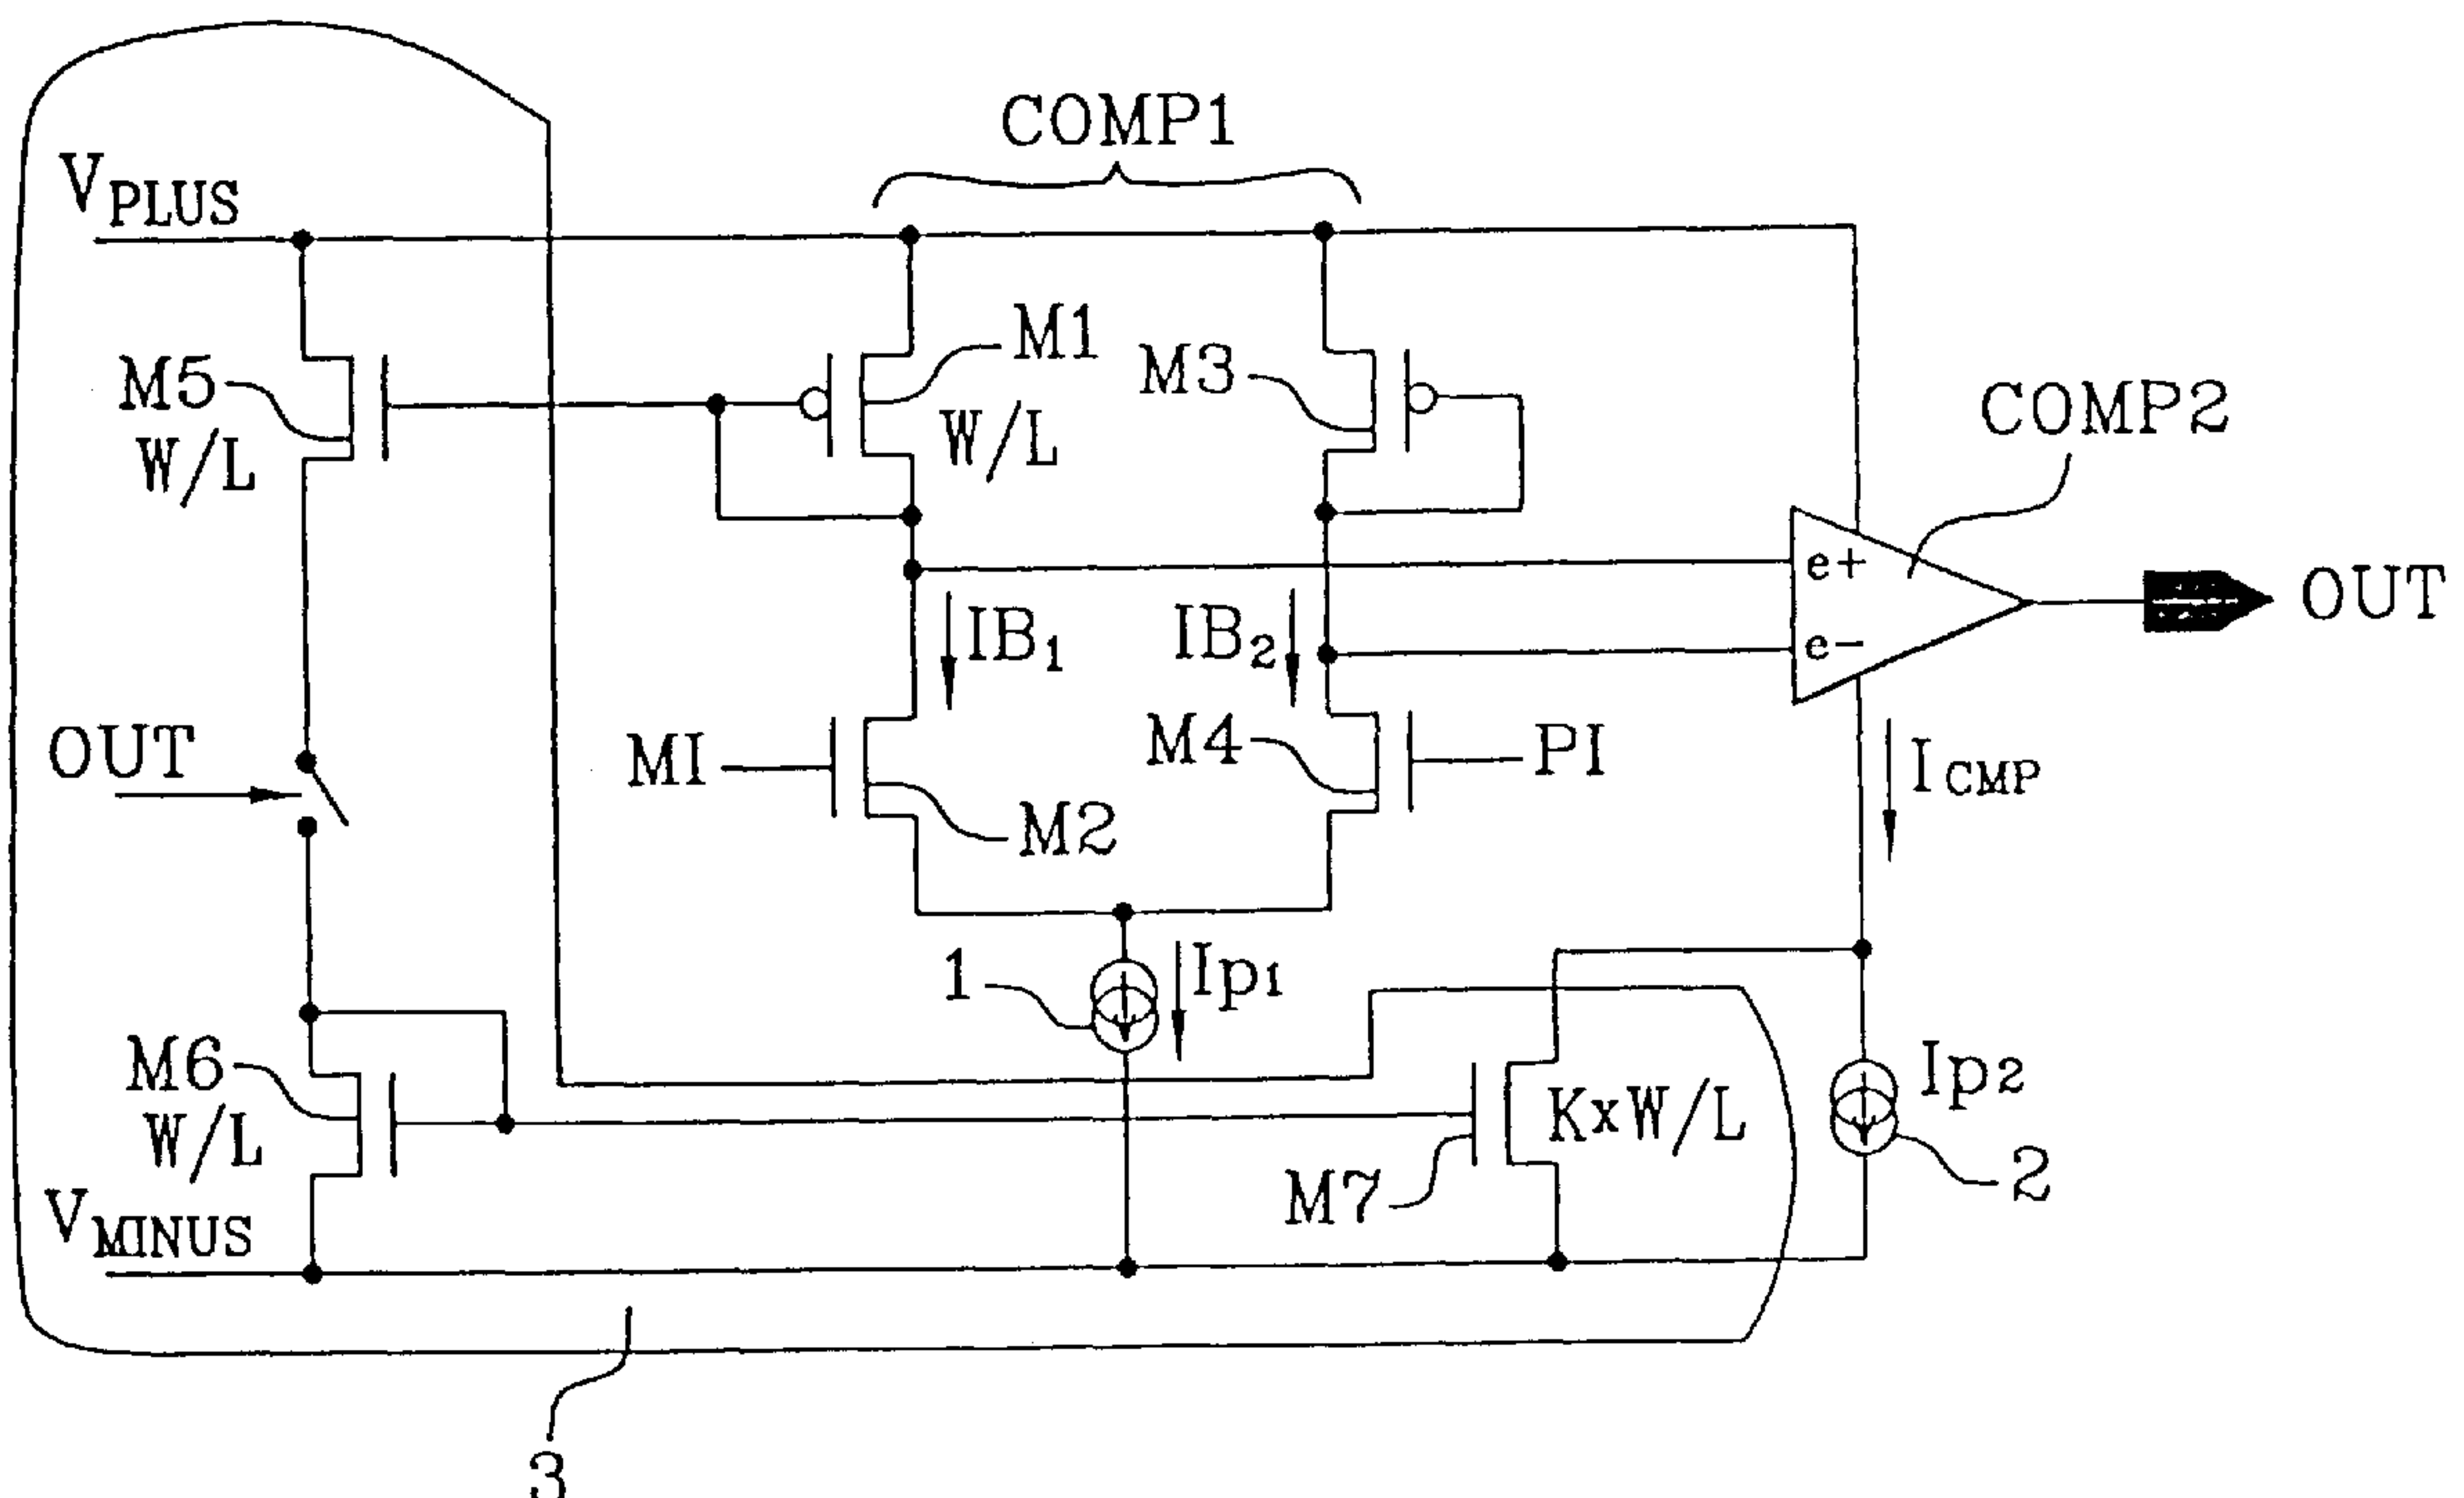 COMP1
VPLUS
M1
M3
M5
W/L
W/L
COMP2
e+
OUT
IB1
IB2
e-
OUT
MI
M4
PI
ICMP
M2
1
Ip1
M6
W/L
Ip2
KxW/L
M7
2
VMINUS
3